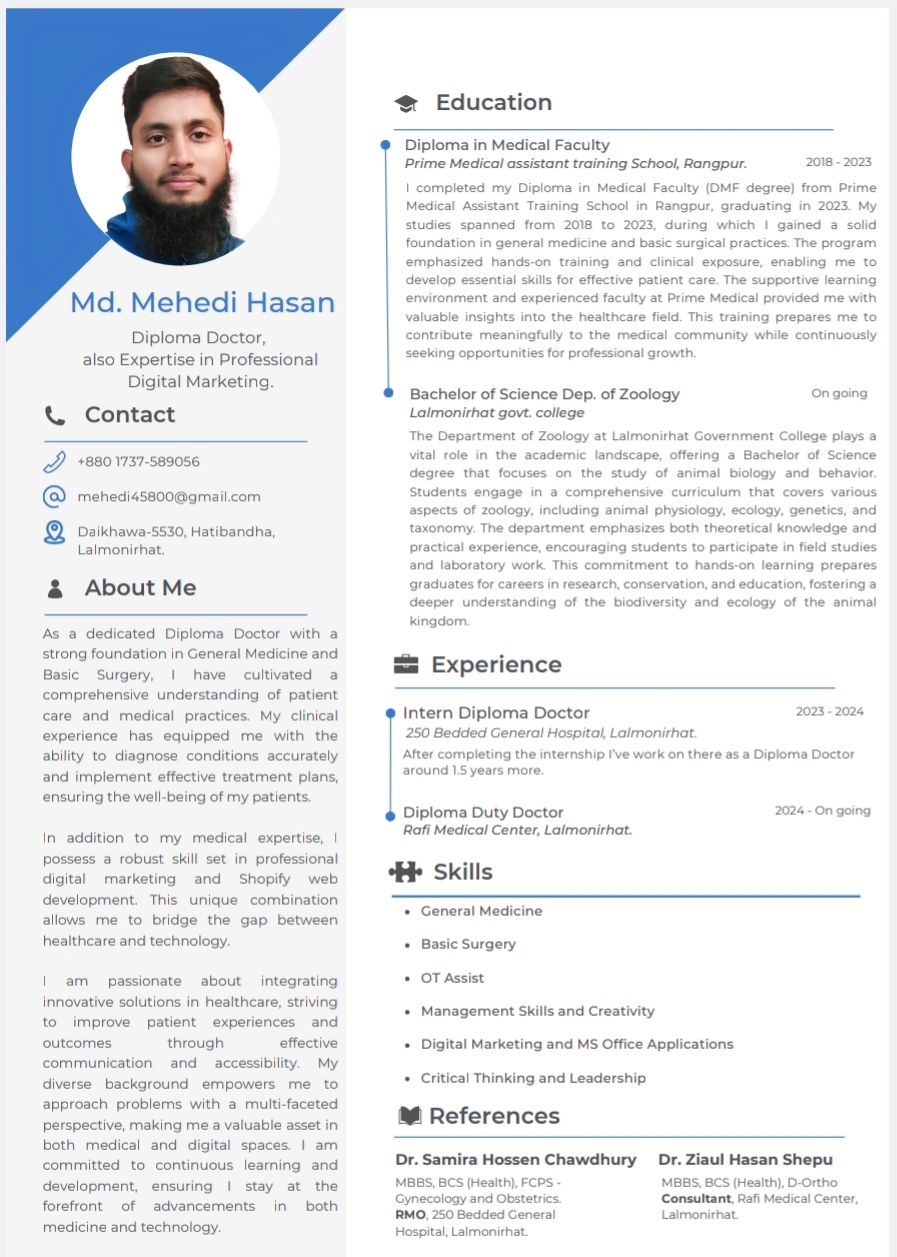 Md. Mehedi Hasan
Diploma Doctor,
also Expertise in Professional
Digital Marketing.
Contact
+880 1737-589056
mehedi45800@gmail.com
Daikhawa-5530, Hatibandha,
Lalmonirhat.
About Me
As a dedicated Diploma Doctor with a
strong foundation in General Medicine and
Basic Surgery, I have cultivated a
comprehensive understanding of patient
care and medical practices. My clinical
experience has equipped me with the
ability to diagnose conditions accurately
and implement effective treatment plans,
ensuring the well-being of my patients.
In addition to my medical expertise, I
possess a robust skill set in professional
digital marketing and Shopify web
development. This unique combination
allows me to bridge the gap between
healthcare and technology.
I am passionate about integrating
innovative solutions in healthcare, striving
to improve patient experiences and
outcomes through effective
communication and accessibility. My
diverse background empowers me to
approach problems with a multi-faceted
perspective, making me a valuable asset in
both medical and digital spaces. I am
committed to continuous learning and
development, ensuring I stay at the
forefront of advancements in both
medicine and technology.
Education
Diploma in Medical Faculty
Prime Medical assistant training School, Rangpur. 2018 - 2023
I completed my Diploma in Medical Faculty (DMF degree) from Prime
Medical Assistant Training School in Rangpur, graduating in 2023. My
studies spanned from 2018 to 2023, during which I gained a solid
foundation in general medicine and basic surgical practices. The program
emphasized hands-on training and clinical exposure, enabling me to
develop essential skills for effective patient care. The supportive learning
environment and experienced faculty at Prime Medical provided me with
valuable insights into the healthcare field. This training prepares me to
contribute meaningfully to the medical community while continuously
seeking opportunities for professional growth.
Bachelor of Science Dep. of Zoology On going
Lalmonirhat govt. college
The Department of Zoology at Lalmonirhat Government College plays a
vital role in the academic landscape, offering a Bachelor of Science
degree that focuses on the study of animal biology and behavior.
Students engage in a comprehensive curriculum that covers various
aspects of zoology, including animal physiology, ecology, genetics, and
taxonomy. The department emphasizes both theoretical knowledge and
practical experience, encouraging students to participate in field studies
and laboratory work. This commitment to hands-on learning prepares
graduates for careers in research, conservation, and education, fostering a
deeper understanding of the biodiversity and ecology of the animal
kingdom.
Experience
Intern Diploma Doctor 2023 - 2024
250 Bedded General Hospital, Lalmonirhat.
After completing the internship I've work on there as a Diploma Doctor
around 1.5 years more.
Diploma Duty Doctor 2024 - On going
Rafi Medical Center, Lalmonirhat.
Skills
• General Medicine
• Basic Surgery
• OT Assist
• Management Skills and Creativity
• Digital Marketing and MS Office Applications
• Critical Thinking and Leadership
References
Dr. Samira Hossen Chawdhury
MBBS, BCS (Health), FCPS -
Gynecology and Obstetrics.
RMO, 250 Bedded General
Hospital, Lalmonirhat.
Dr. Ziaul Hasan Shepu
MBBS, BCS (Health), D-Ortho
Consultant, Rafi Medical Center,
Lalmonirhat.